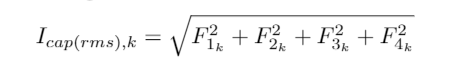 $I_{cap(rms),k} = \sqrt{F_{1_k}^2 + F_{2_k}^2 + F_{3_k}^2 + F_{4_k}^2}$